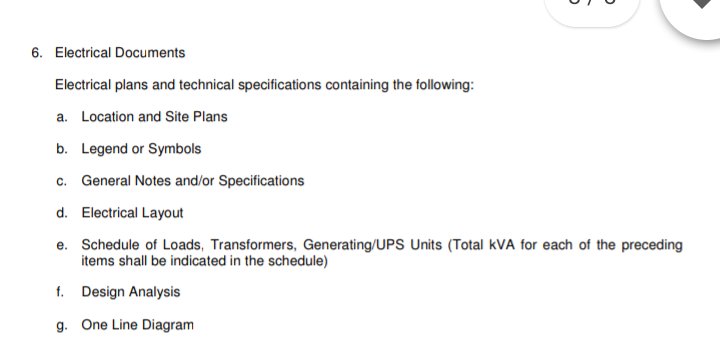 6. Electrical Documents
Electrical plans and technical specifications containing the following:
a. Location and Site Plans
b. Legend or Symbols
c. General Notes and/or Specifications
d. Electrical Layout
e. Schedule of Loads, Transformers, Generating/UPS Units (Total kVA for each of the preceding
items shall be indicated in the schedule)
f. Design Analysis
g. One Line Diagram